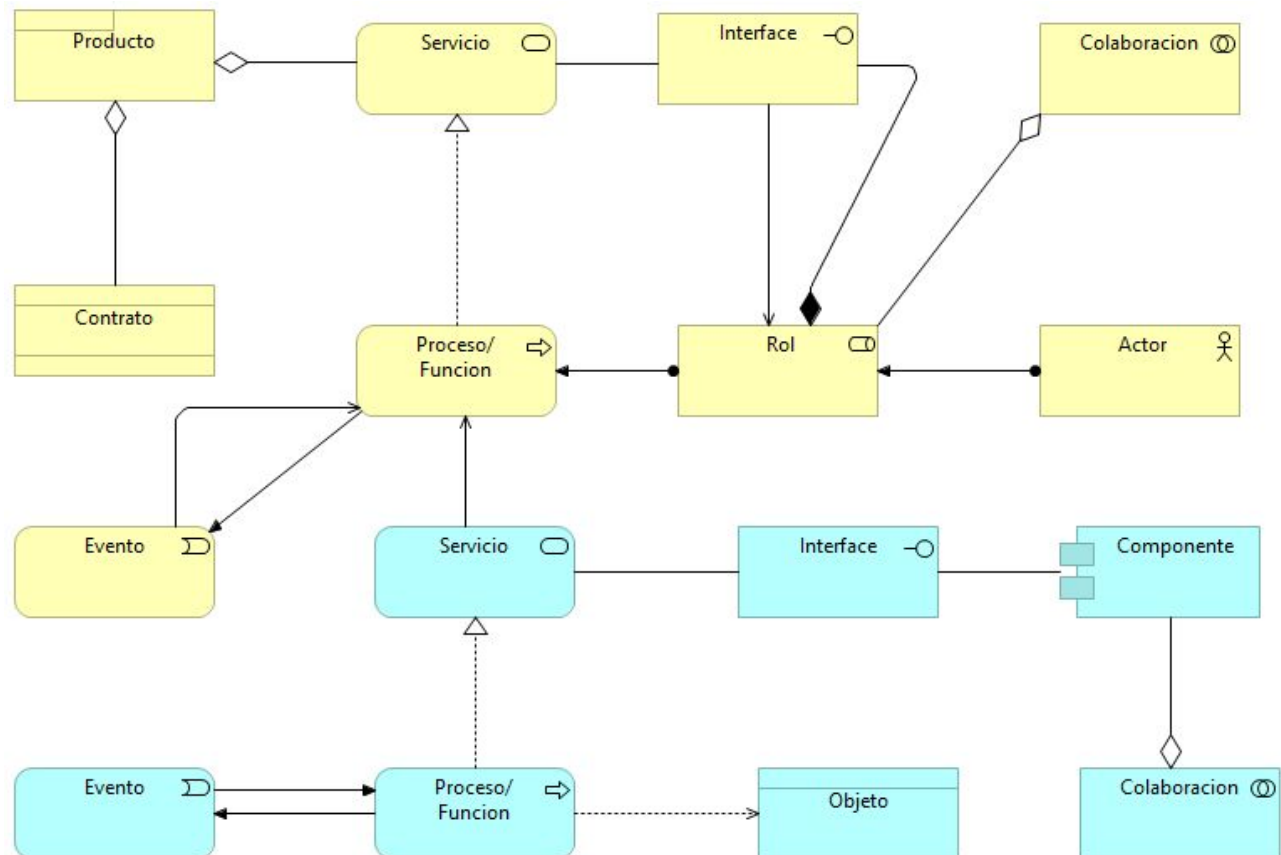 Producto
Servicio
Interface
Colaboracion
Contrato
Proceso/
Funcion
Rol
Actor
Evento
Servicio
Interface
Componente
Evento
Proceso/
Funcion
Objeto
Colaboracion